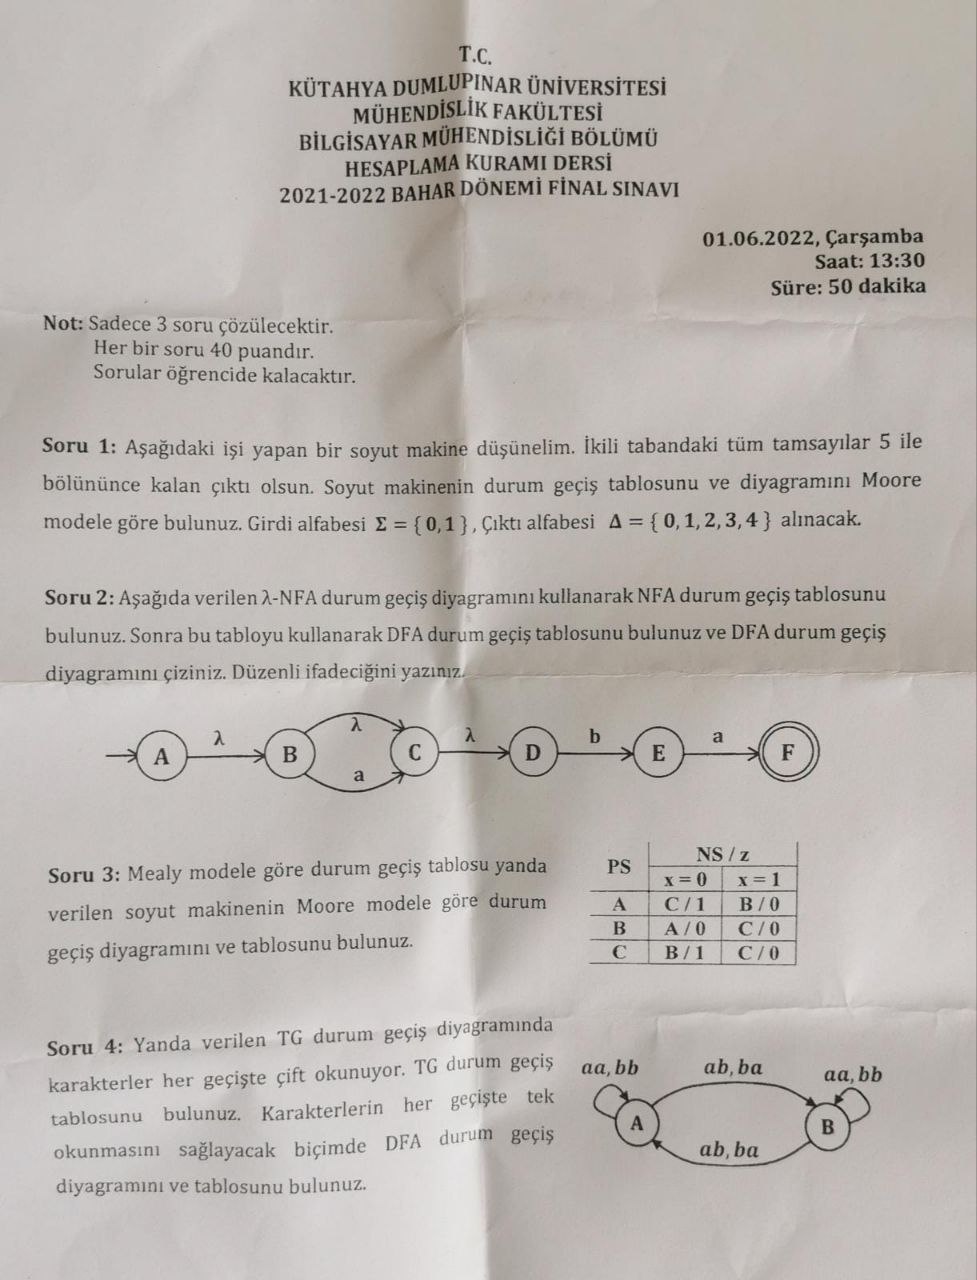 T.C.
KÜTAHYA DUMLUPINAR ÜNİVERSİTESİ
MÜHENDİSLİK FAKÜLTESİ
BİLGİSAYAR MÜHENDİSLİĞİ BÖLÜMÜ
HESAPLAMA KURAMI DERSİ
2021-2022 BAHAR DÖNEMİ FİNAL SINAVI
01.06.2022, Çarşamba
Saat: 13:30
Süre: 50 dakika
Not: Sadece 3 soru çözülecektir.
Her bir soru 40 puandır.
Sorular öğrencide kalacaktır.
Soru 1: Aşağıdaki işi yapan bir soyut makine düşünelim. İkili tabandaki tüm tamsayılar 5 ile
bölününce kalan çıktı olsun. Soyut makinenin durum geçiş tablosunu ve diyagramını Moore
modele göre bulunuz. Girdi alfabesi Σ = { 0, 1 }, Çıktı alfabesi Δ = { 0, 1, 2, 3, 4 } alınacak.
Soru 2: Aşağıda verilen λ-NFA durum geçiş diyagramını kullanarak NFA durum geçiş tablosunu
bulunuz. Sonra bu tabloyu kullanarak DFA durum geçiş tablosunu bulunuz ve DFA durum geçiş
diyagramını çiziniz. Düzenli ifadeciğini yazınız.
A λ B λ a C λ D b E a F
Soru 3: Mealy modele göre durum geçiş tablosu yanda
verilen soyut makinenin Moore modele göre durum
geçiş diyagramını ve tablosunu bulunuz.
PS NS / z
x = 0 x = 1
A C / 1 B / 0
B A / 0 C / 0
C B / 1 C / 0
Soru 4: Yanda verilen TG durum geçiş diyagramında
karakterler her geçişte çift okunuyor. TG durum geçiş
tablosunu bulunuz. Karakterlerin her geçişte tek
okunmasını sağlayacak biçimde DFA durum geçiş
diyagramını ve tablosunu bulunuz.
aa, bb ab, ba aa, bb
A B
ab, ba